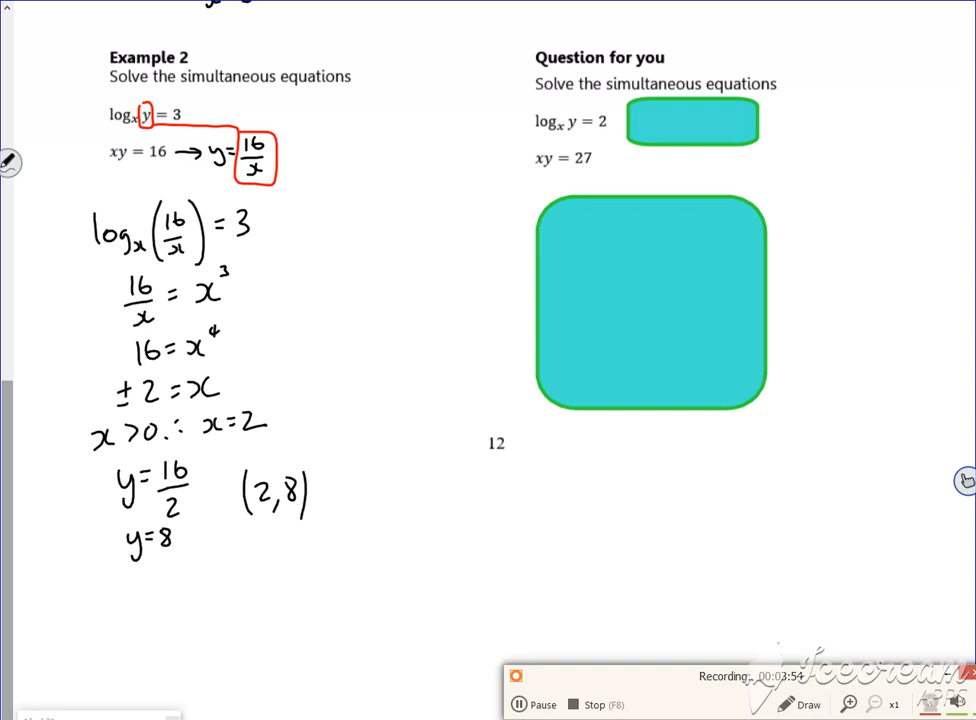 Example 2
Solve the simultaneous equations
logₓ y = 3
xy = 16 → y = 16/x
logₓ(16/x) = 3
16/x = x³
16 = x⁴
± 2 = x
x > 0 ∴ x = 2
y = 16/2 (2, 8)
y = 8
Question for you
Solve the simultaneous equations
logₓ y = 2
xy = 27
12
Recording: 00:03:54
Pause Stop (F8) Draw x1
Icecream
APPS